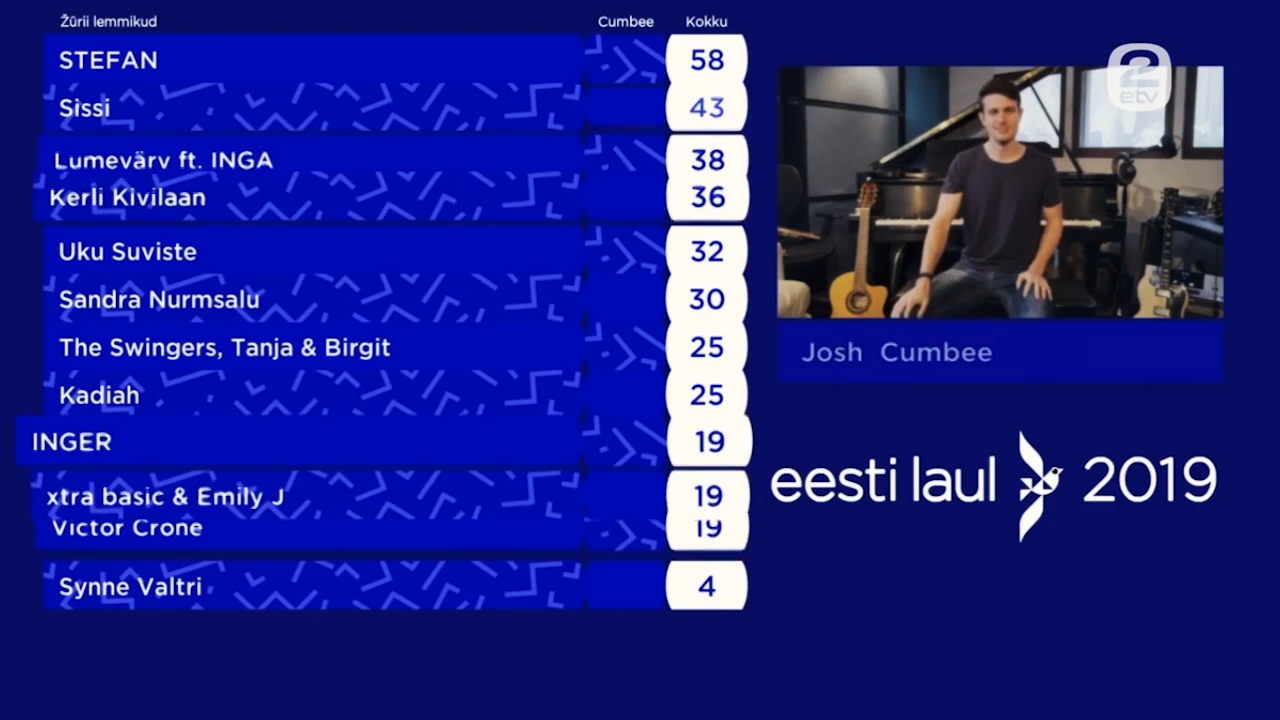 Žürii lemmikud Cumbee Kokku
STEFAN 58
Sissi 43
Lumevärv ft. INGA 38
Kerli Kivilaan 36
Uku Suviste 32
Sandra Nurmsalu 30
The Swingers, Tanja & Birgit 25
Kadiah 25
INGER 19
xtra basic & Emily J 19
Victor Crone 19
Synne Valtri 4
2
etv
Josh Cumbee
eesti laul 2019